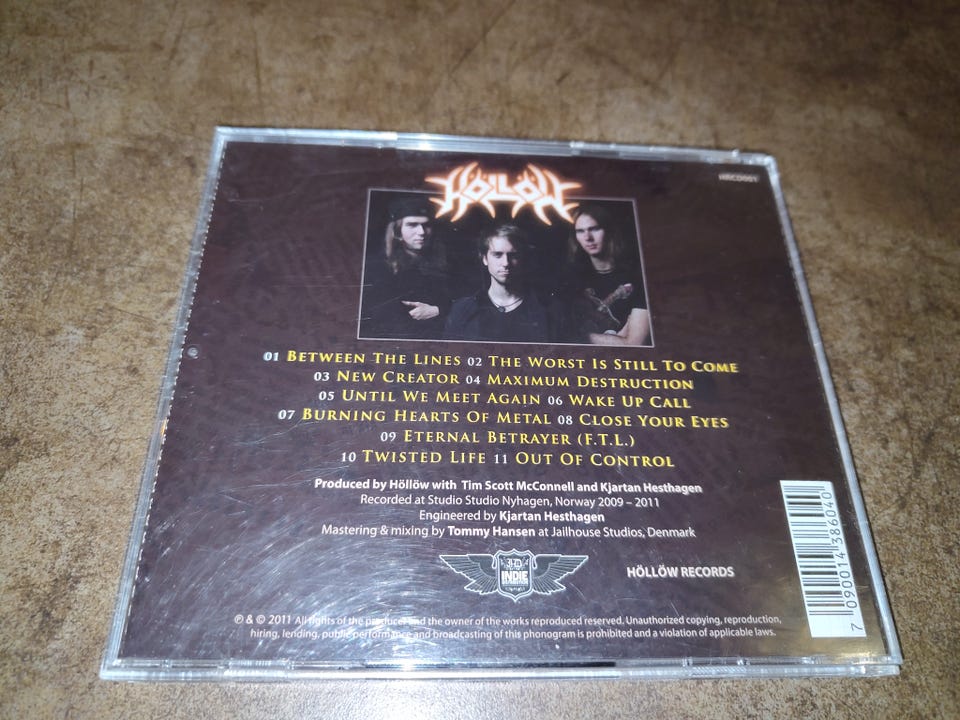 HÖLLÖW
HRCD001
01 BETWEEN THE LINES 02 THE WORST IS STILL TO COME
03 NEW CREATOR 04 MAXIMUM DESTRUCTION
05 UNTIL WE MEET AGAIN 06 WAKE UP CALL
07 BURNING HEARTS OF METAL 08 CLOSE YOUR EYES
09 ETERNAL BETRAYER (F.T.L.)
10 TWISTED LIFE 11 OUT OF CONTROL
Produced by Höllöw with Tim Scott McConnell and Kjartan Hesthagen
Recorded at Studio Studio Nyhagen, Norway 2009 – 2011
Engineered by Kjartan Hesthagen
Mastering & mixing by Tommy Hansen at Jailhouse Studios, Denmark
INDIE
HÖLLÖW RECORDS
℗ & © 2011 All rights of the producer and the owner of the works reproduced reserved. Unauthorized copying, reproduction,
hiring, lending, public performance and broadcasting of this phonogram is prohibited and a violation of applicable laws.
7 090014 386040